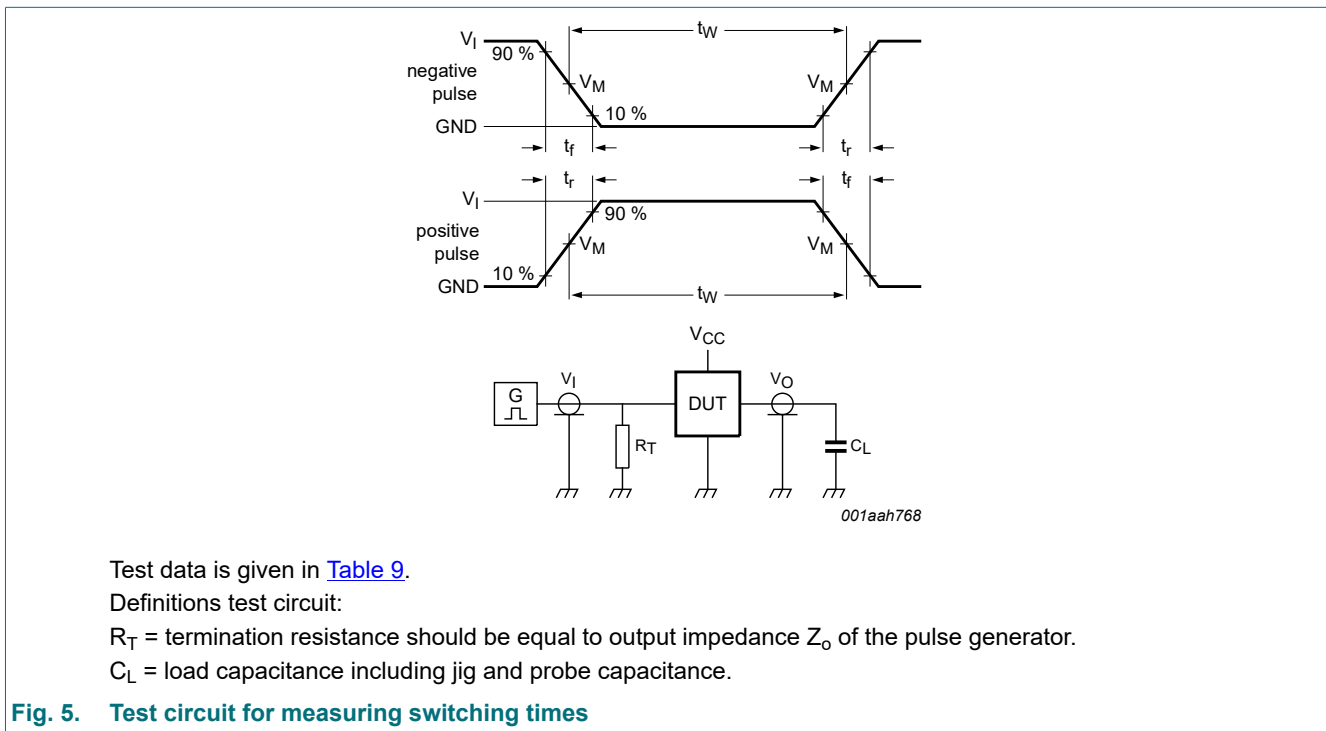 V_I
90 %
t_W
negative
pulse
V_M
V_M
10 %
GND
t_f
t_r
t_r
t_f
V_I
90 %
positive
pulse
V_M
V_M
10 %
GND
t_W
V_CC
G
V_I
DUT
V_O
R_T
C_L
001aah768
Test data is given in Table 9.
Definitions test circuit:
R_T = termination resistance should be equal to output impedance Z_o of the pulse generator.
C_L = load capacitance including jig and probe capacitance.
Fig. 5. Test circuit for measuring switching times